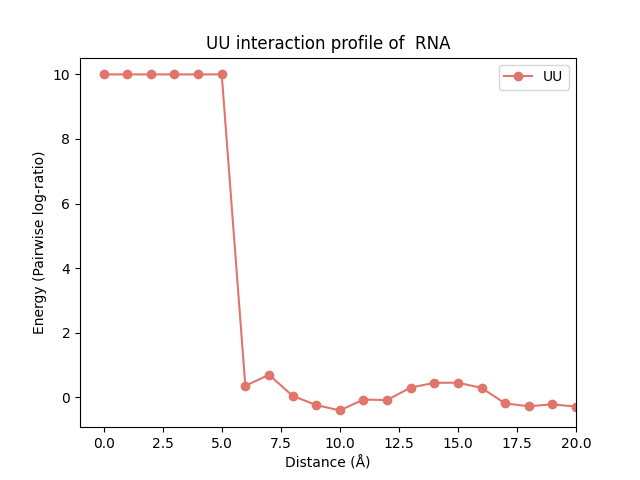 UU interaction profile of  RNA
UU
Energy (Pairwise log-ratio)
10
8
6
4
2
0
0.0 2.5 5.0 7.5 10.0 12.5 15.0 17.5 20.0
Distance (Å)